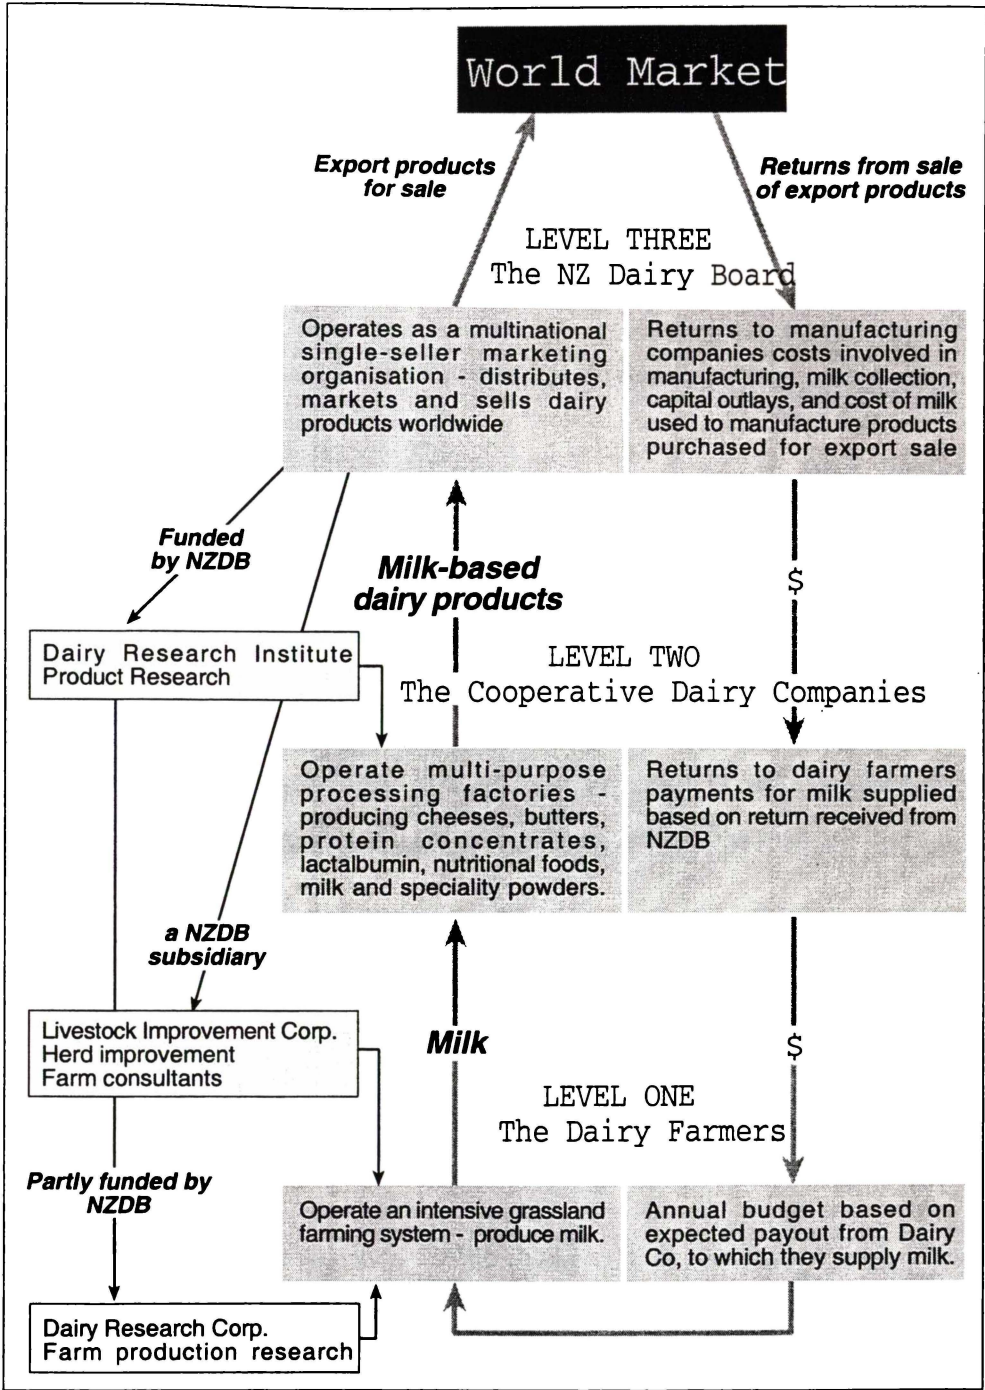 World Market
Export products
for sale
Returns from sale
of export products
LEVEL THREE
The NZ Dairy Board
Operates as a multinational
single-seller marketing
organisation - distributes,
markets and sells dairy
products worldwide
Returns to manufacturing
companies costs involved in
manufacturing, milk collection,
capital outlays, and cost of milk
used to manufacture products
purchased for export sale
Funded
by NZDB
Milk-based
dairy products
$
Dairy Research Institute
Product Research
LEVEL TWO
The Cooperative Dairy Companies
Operate multi-purpose
processing factories -
producing cheeses, butters,
protein concentrates,
lactalbumin, nutritional foods,
milk and speciality powders.
Returns to dairy farmers
payments for milk supplied
based on return received from
NZDB
a NZDB
subsidiary
Livestock Improvement Corp.
Herd improvement
Farm consultants
Milk
$
LEVEL ONE
The Dairy Farmers
Partly funded by
NZDB
Operate an intensive grassland
farming system - produce milk.
Annual budget based on
expected payout from Dairy
Co, to which they supply milk.
Dairy Research Corp.
Farm production research